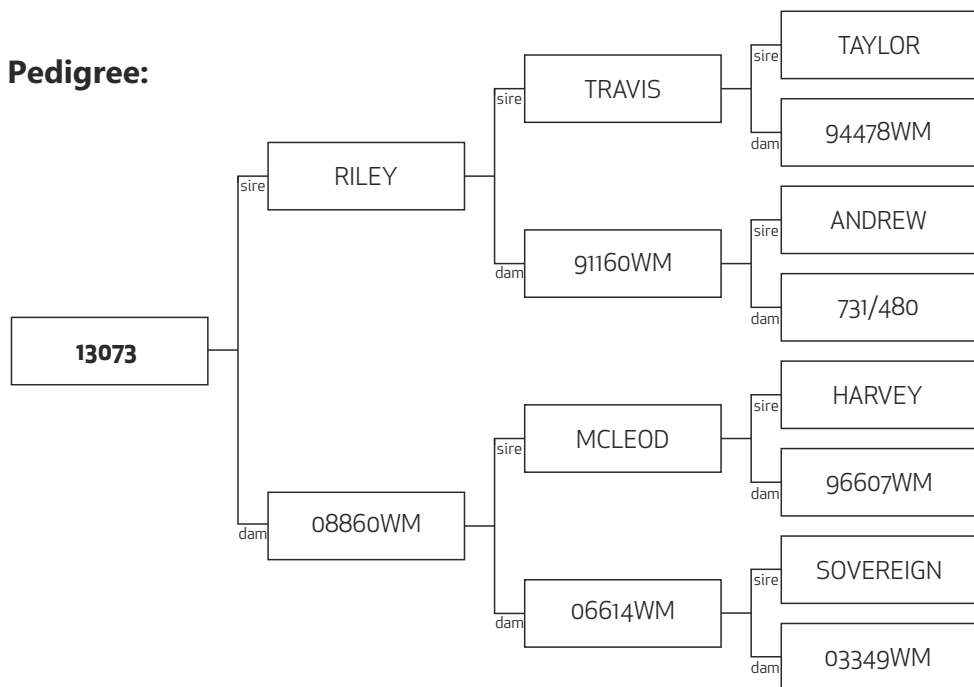 Pedigree:
13073
sire
RILEY
dam
08860WM
sire
TRAVIS
dam
91160WM
sire
MCLEOD
dam
06614WM
sire
TAYLOR
dam
94478WM
sire
ANDREW
dam
731/480
sire
HARVEY
dam
96607WM
sire
SOVEREIGN
dam
03349WM